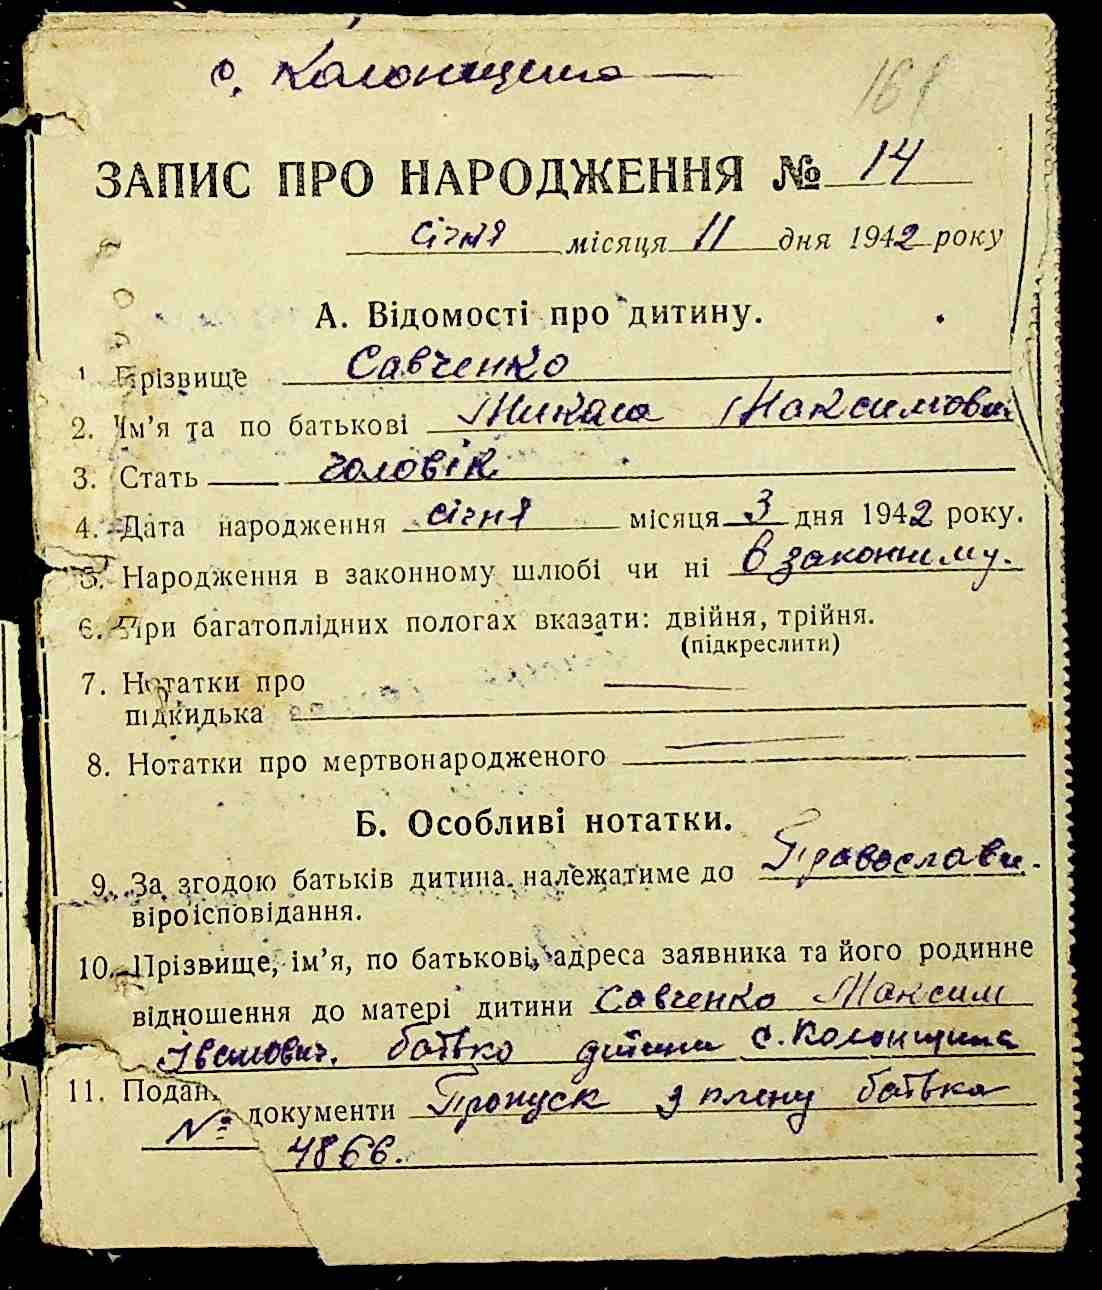 с. Колонщина
161
ЗАПИС ПРО НАРОДЖЕННЯ № 14
січня місяця 11 дня 1942 року
А. Відомості про дитину.
1 Прізвище Савченко
2. Ім'я та по батькові Микола Максимович
3. Стать чоловік
4. Дата народження січня місяця 3 дня 1942 року.
5. Народження в законному шлюбі чи ні в законному.
6. При багатоплідних пологах вказати: двійня, трійня.
(підкреслити)
7. Нотатки про
підкидька
8. Нотатки про мертвонародженого
Б. Особливі нотатки.
9. За згодою батьків дитина належатиме до Православн.
віроісповідання.
10. Прізвище, ім'я, по батькові, адреса заявника та його родинне
відношення до матері дитини Савченко Максим
Іванович. батько дитини с. Колонщина
11. Подан. документи Пропуск з плену батька
№ 4866.